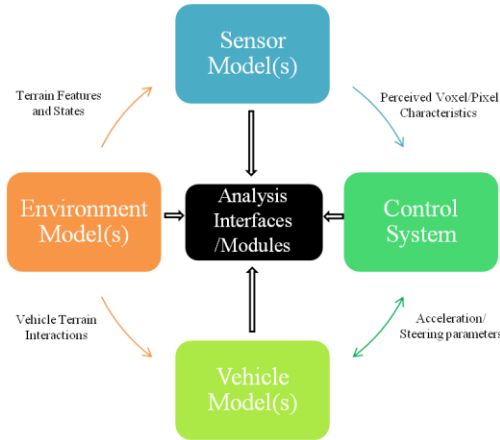 Sensor
Model(s)
Terrain Features
and States
Perceived Voxel/Pixel
Characteristics
Environment
Model(s)
Analysis
Interfaces
/Modules
Control
System
Vehicle Terrain
Interactions
Acceleration/
Steering parameters
Vehicle
Model(s)